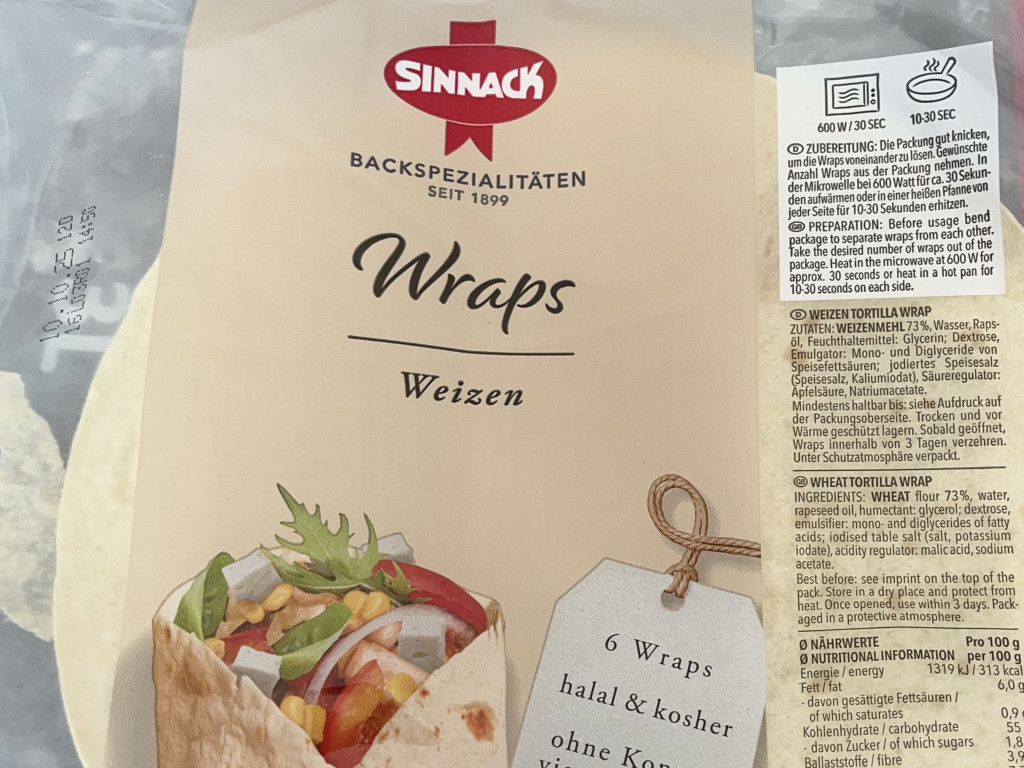 SINNACK
BACKSPEZIALITÄTEN
SEIT 1899
Wraps
Weizen
6 Wraps
halal & kosher
ohne
10.10.25 120
14:50
600 W / 30 SEC
10-30 SEC
D ZUBEREITUNG: Die Packung gut knicken,
um die Wraps voneinander zu lösen. Gewünschte
Anzahl Wraps aus der Packung nehmen. In
der Mikrowelle bei 600 Watt für ca. 30 Sekun-
den aufwärmen oder in einer heißen Pfanne von
jeder Seite für 10-30 Sekunden erhitzen.
GB PREPARATION: Before usage bend
package to separate wraps from each other.
Take the desired number of wraps out of the
package. Heat in the microwave at 600 W for
approx. 30 seconds or heat in a hot pan for
10-30 seconds on each side.
D WEIZEN TORTILLA WRAP
ZUTATEN: WEIZENMEHL 73%, Wasser, Raps-
öl, Feuchthaltemittel: Glycerin; Dextrose,
Emulgator: Mono- und Diglyceride von
Speisefettsäuren; jodiertes Speisesalz
(Speisesalz, Kaliumiodat), Säureregulator:
Apfelsäure, Natriumacetate.
Mindestens haltbar bis: siehe Aufdruck auf
der Packungsoberseite. Trocken und vor
Wärme geschützt lagern. Sobald geöffnet,
Wraps innerhalb von 3 Tagen verzehren.
Unter Schutzatmosphäre verpackt.
GB WHEAT TORTILLA WRAP
INGREDIENTS: WHEAT flour 73%, water,
rapeseed oil, humectant: glycerol; dextrose,
emulsifier: mono- and diglycerides of fatty
acids; iodised table salt (salt, potassium
iodate), acidity regulator: malic acid, sodium
acetate.
Best before: see imprint on the top of the
pack. Store in a dry place and protect from
heat. Once opened, use within 3 days. Pack-
aged in a protective atmosphere.
Ø NÄHRWERTE Pro 100 g
Ø NUTRITIONAL INFORMATION per 100 g
Energie / energy 1319 kJ / 313 kcal
Fett / fat 6,0 g
- davon gesättigte Fettsäuren /
of which saturates 0,9
Kohlenhydrate / carbohydrate 55
- davon Zucker / of which sugars 1,8
Ballaststoffe / fibre 3,9